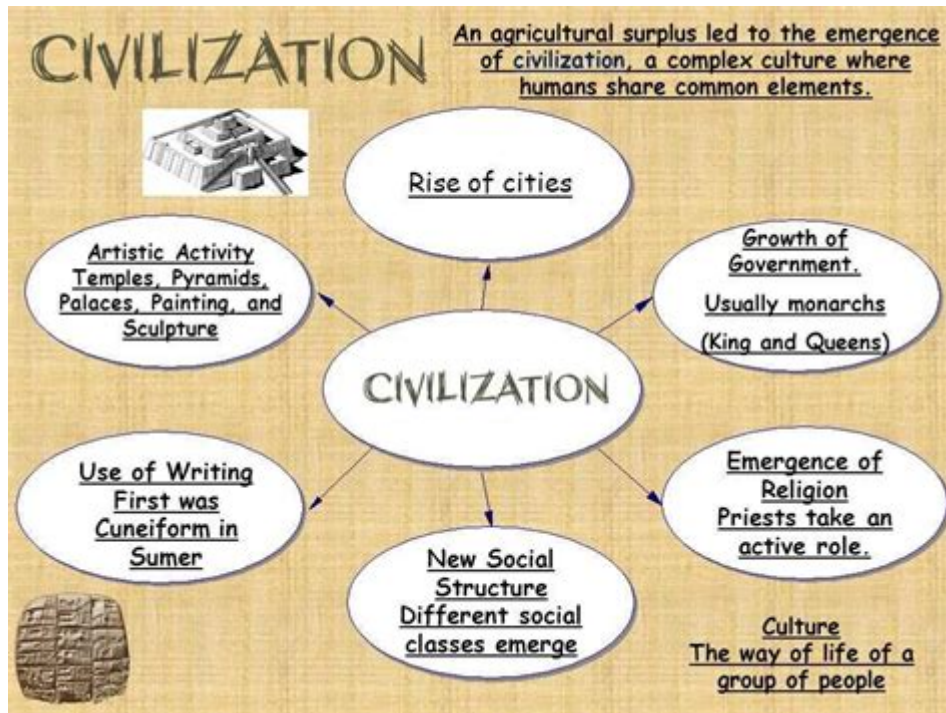 CIVILIZATION
An agricultural surplus led to the emergence
of civilization, a complex culture where
humans share common elements.
Rise of cities
Artistic Activity
Temples, Pyramids,
Palaces, Painting, and
Sculpture
Growth of
Government.
Usually monarchs
(King and Queens)
CIVILIZATION
Use of Writing
First was
Cuneiform in
Sumer
Emergence of
Religion
Priests take an
active role.
New Social
Structure
Different social
classes emerge
Culture
The way of life of a
group of people